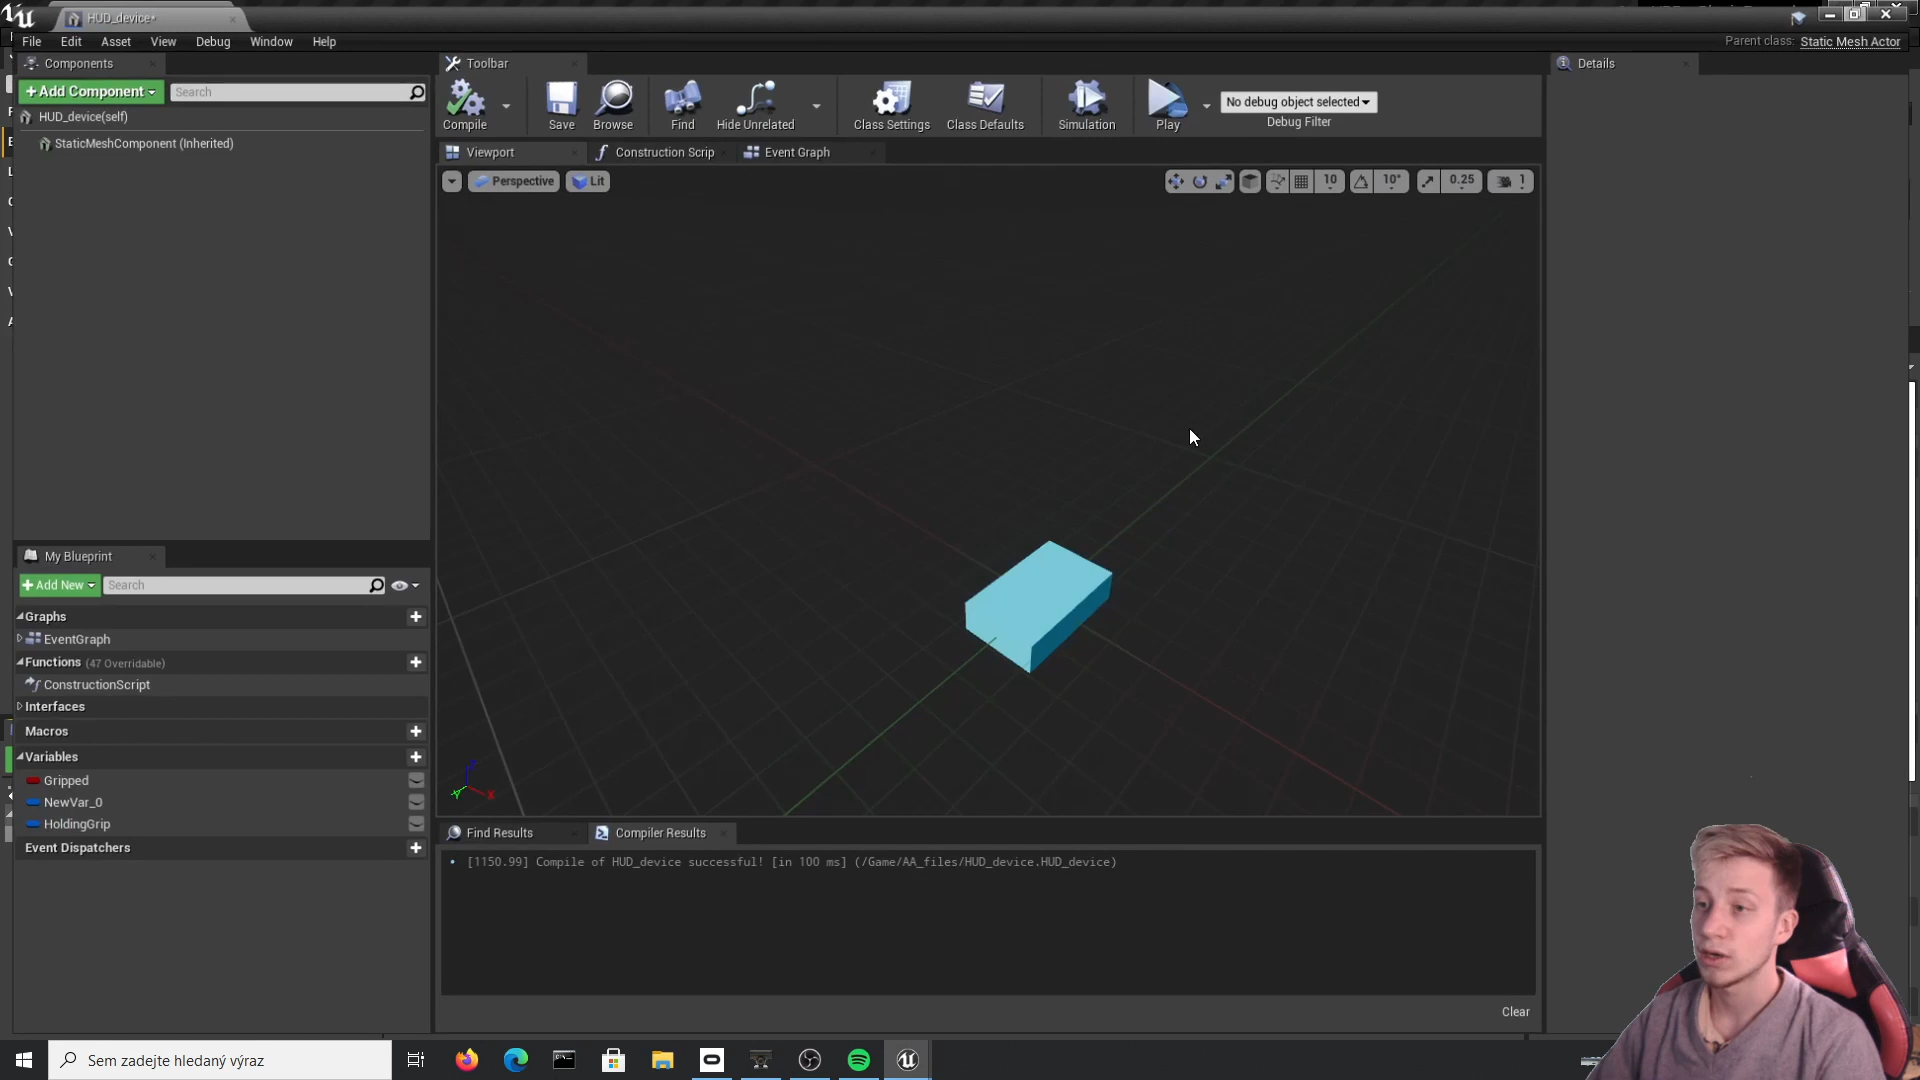 HUD_device*
File Edit Asset View Debug Window Help
Parent class: Static Mesh Actor
Components
Toolbar
Details
+Add Component
Search
HUD_device(self)
StaticMeshComponent (Inherited)
Compile
Save
Browse
Find
Hide Unrelated
Class Settings
Class Defaults
Simulation
Play
No debug object selected
Debug Filter
Viewport
Construction Scrip
Event Graph
Perspective
Lit
10
10°
0.25
1
My Blueprint
+Add New
Search
Graphs
EventGraph
Functions (47 Overridable)
ConstructionScript
Interfaces
Macros
Variables
Gripped
NewVar_0
HoldingGrip
Event Dispatchers
X
Find Results
Compiler Results
[1150.99] Compile of HUD_device successful! [in 100 ms] (/Game/AA_files/HUD_device.HUD_device)
Clear
Sem zadejte hledaný výraz